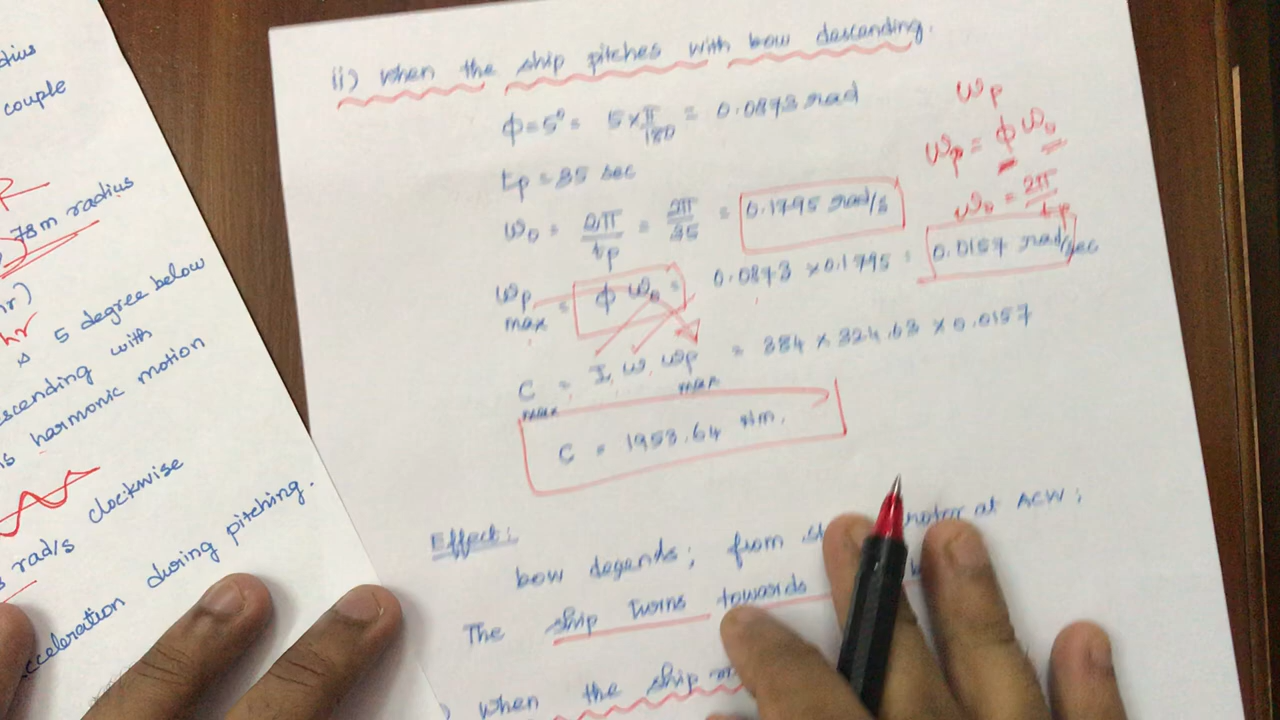 couple
78m radius
hr)
hr
5 degree below
with
harmonic motion
rad/s clockwise
during pitching.
ii) When the ship pitches with bow descanding.
ϕ = 5° = 5 × π/180 = 0.0873 rad
tp = 35 sec
ω₀ = 2π/tp = 2π/35 = 0.1795 rad/s
ωp max = ϕ ω₀ = 0.0873 × 0.1795 = 0.0157 rad/sec
C max = I. ω. ωp max = 384 × 324.63 × 0.0157
C = 1953.64 Nm.
ωp
ωp = ϕ ω₀
ω₀ = 2π/tp
Effect:
bow degends; from rotor at ACW;
The ship turns towards
When the ship